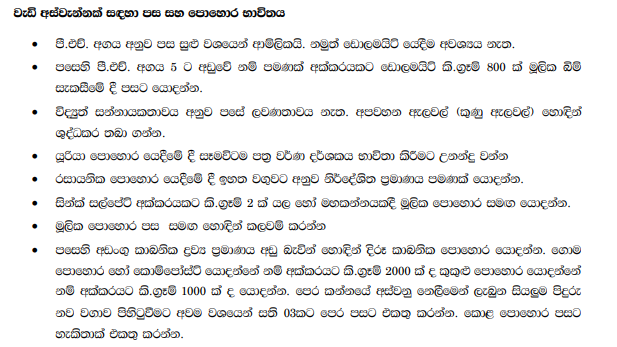 වැඩි අස්වැන්නක් සඳහා පස සහ පොහොර භාවිතය
• පී.එච්. අගය අනුව පස සුළු වශයෙන් ආම්ලිකයි. නමුත් ඩොලමයිට් යෙදීම අවශ්‍යය නැත.
• පසෙහි පී.එච්. අගය 5 ට අඩුවේ නම් පමණක් අක්කරයකට ඩොලමයිට් කි.ග්‍රෑම් 800 ක් මූලික බිම්
සැකසීමේ දී පසට යොදන්න.
• විද්‍යුත් සන්නායකතාවය අනුව පසේ ලවණතාවය නැත. අපවහන ඇලවල් (කුණු ඇලවල්) හොඳින්
ශුද්ධකර තබා ගන්න.
• යූරියා පොහොර යෙදීමේ දී සෑමවිටම පත්‍ර වර්ණ දර්ශකය භාවිතා කිරීමට උනන්දු වන්න
• රසායනික පොහොර යෙදීමේ දී ඉහත වගුවට අනුව නිර්දේශිත ප්‍රමාණය පමණක් යොදන්න.
• සින්ක් සල්පේට් අක්කරයකට කි.ග්‍රෑම් 2 ක් යල හෝ මහකන්නයකදී මූලික පොහොර සමඟ යොදන්න.
• මූලික පොහොර පස සමඟ හොඳින් කලවම් කරන්න
• පසෙහි අඩංගු කාබනික ද්‍රව්‍ය ප්‍රමාණය අඩු බැවින් හොඳින් දිරූ කාබනික පොහොර යොදන්න. ගොම
පොහොර හෝ කොම්පෝස්ට් යොදන්නේ නම් අක්කරයට කි.ග්‍රෑම් 2000 ක් ද කුකුළු පොහොර යොදන්නේ
නම් අක්කරයට කි.ග්‍රෑම් 1000 ක් ද යොදන්න. පෙර කන්නයේ අස්වනු නෙලීමෙන් ලැබුන සියලුම පිදුරු
නව වගාව පිහිටුවීමට අවම වශයෙන් සති 03කට පෙර පසට එකතු කරන්න. කොළ පොහොර පසට
හැකිතාක් එකතු කරන්න.